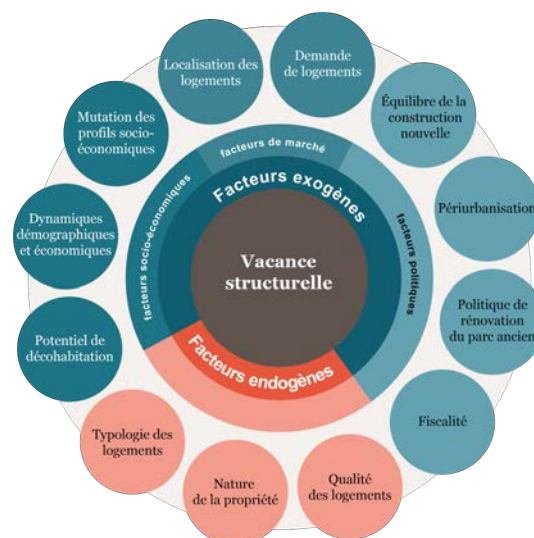 Demande
de logements
Localisation des
logements
Équilibre de la
construction
nouvelle
Mutation des
profils socio-
économiques
facteurs de marché
Facteurs exogènes
Périurbanisation
Dynamiques
démographiques
et économiques
facteurs socio-économiques
Vacance
structurelle
facteurs politiques
Politique de
rénovation
du parc ancien
Potentiel de
décohabitation
Facteurs endogènes
Fiscalité
Typologie des
logements
Nature
de la propriété
Qualité
des logements